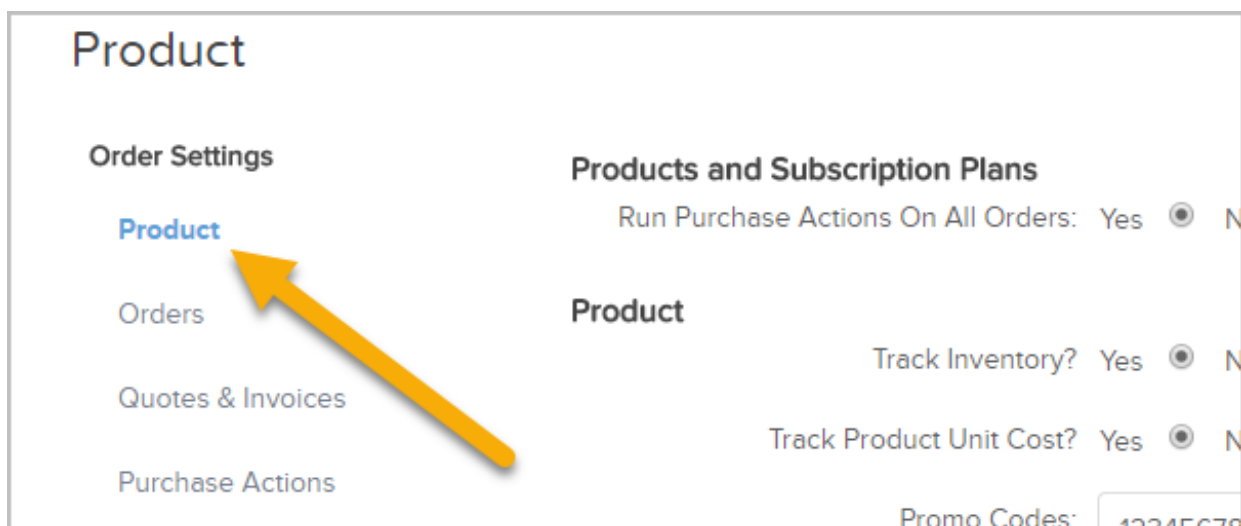 Product
Order Settings
Product
Orders
Quotes & Invoices
Purchase Actions
Products and Subscription Plans
Run Purchase Actions On All Orders: Yes N
Product
Track Inventory? Yes N
Track Product Unit Cost? Yes N
Promo Codes: 12345678